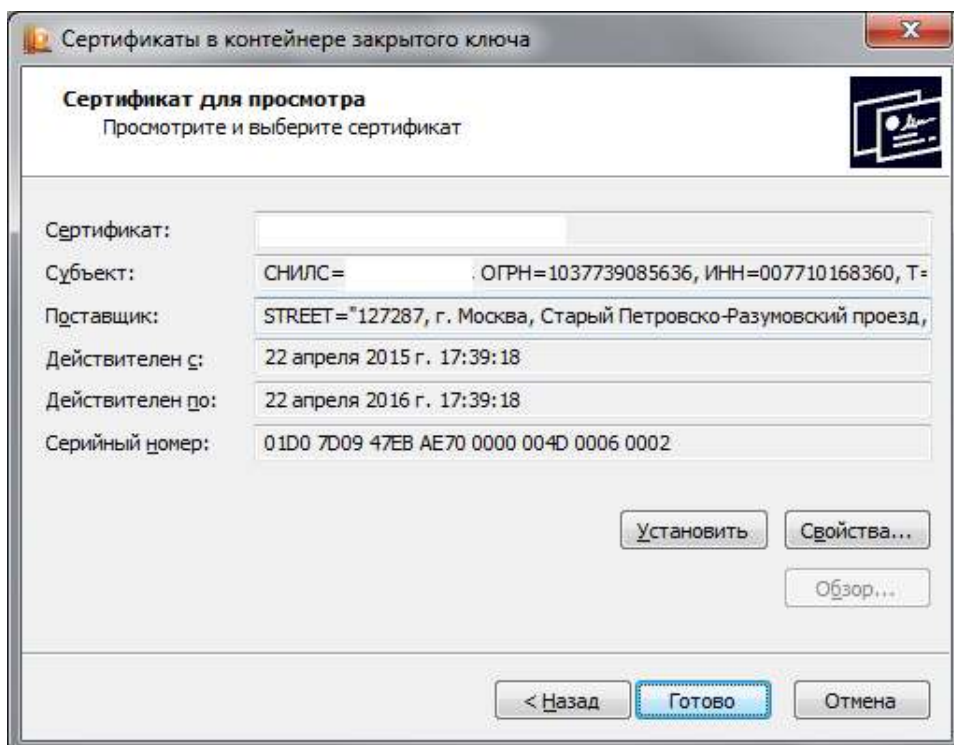 Сертификаты в контейнере закрытого ключа
Сертификат для просмотра
Просмотрите и выберите сертификат
Сертификат:
Субъект: СНИЛС= , ОГРН=1037739085636, ИНН=007710168360, T=
Поставщик: STREET="127287, г. Москва, Старый Петровско-Разумовский проезд,
Действителен с: 22 апреля 2015 г. 17:39:18
Действителен по: 22 апреля 2016 г. 17:39:18
Серийный номер: 01D0 7D09 47EB AE70 0000 004D 0006 0002
Установить Свойства...
Обзор...
< Назад Готово Отмена